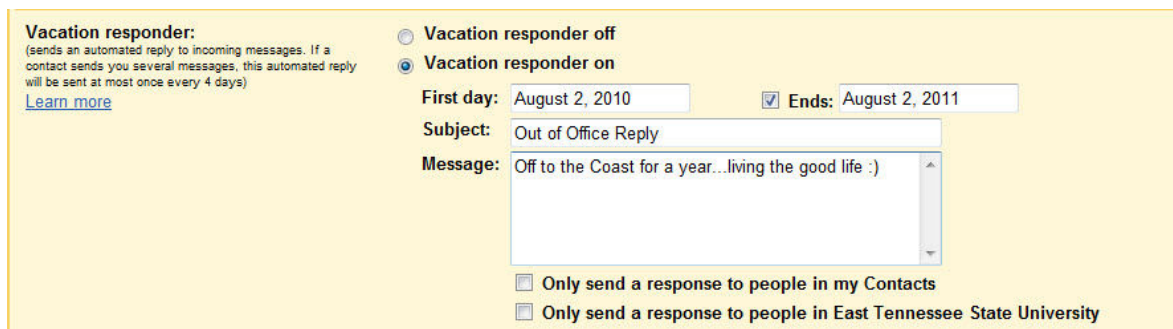 Vacation responder:
(sends an automated reply to incoming messages. If a
contact sends you several messages, this automated reply
will be sent at most once every 4 days)
Learn more
Vacation responder off
Vacation responder on
First day: August 2, 2010 Ends: August 2, 2011
Subject: Out of Office Reply
Message: Off to the Coast for a year...living the good life :)
Only send a response to people in my Contacts
Only send a response to people in East Tennessee State University